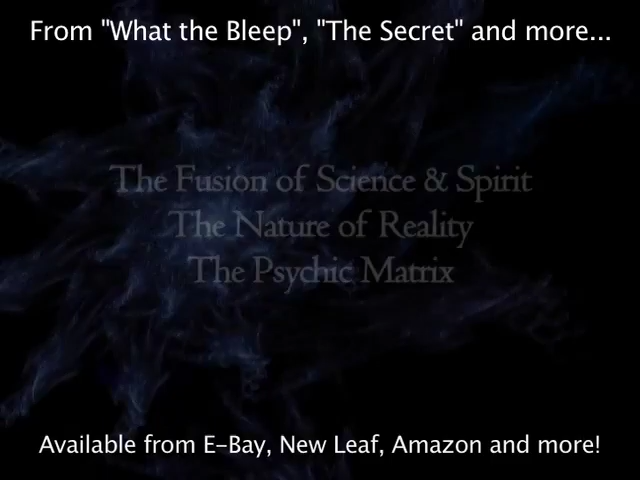 From "What the Bleep", "The Secret" and more...
The Fusion of Science & Spirit
The Nature of Reality
The Psychic Matrix
Available from E-Bay, New Leaf, Amazon and more!